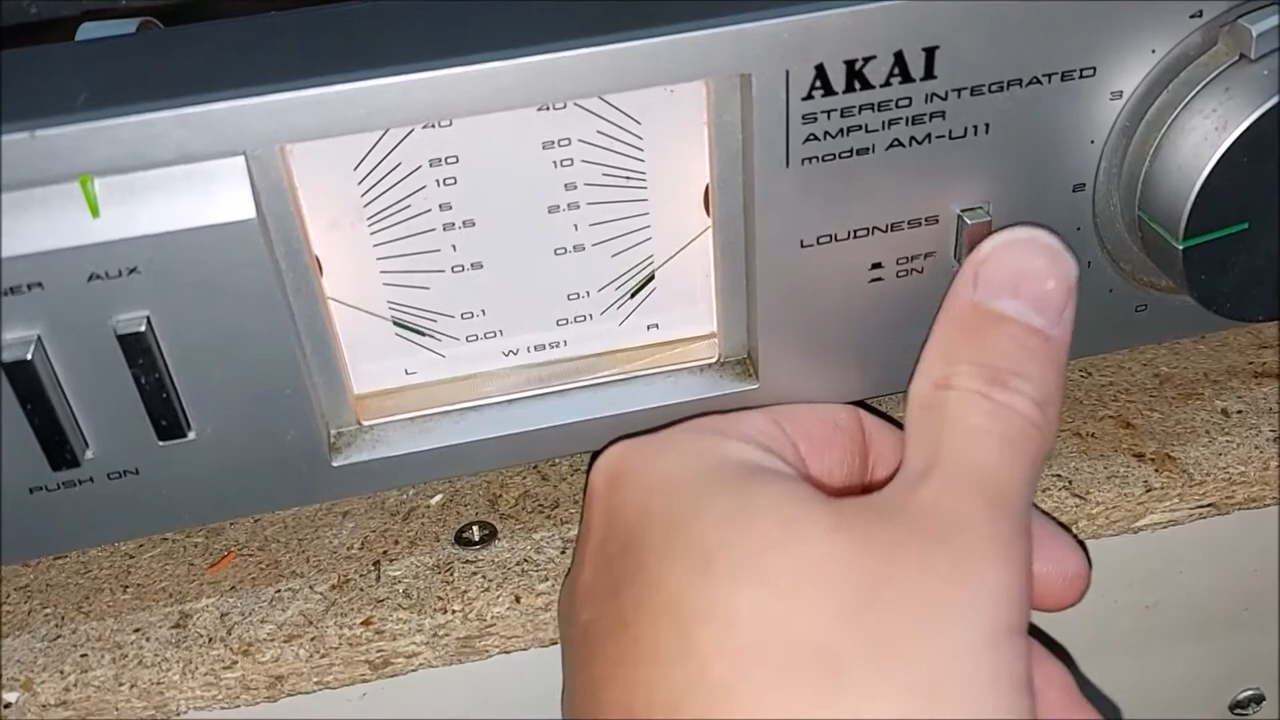 AKAI
STEREO INTEGRATED
AMPLIFIER
model AM-U11
LOUDNESS
OFF
ON
4
3
2
1
0
AUX
PUSH ON
40
20
10
5
2.5
1
0.5
0.1
0.01
L
40
20
10
5
2.5
1
0.5
0.1
0.01
R
W (8Ω)